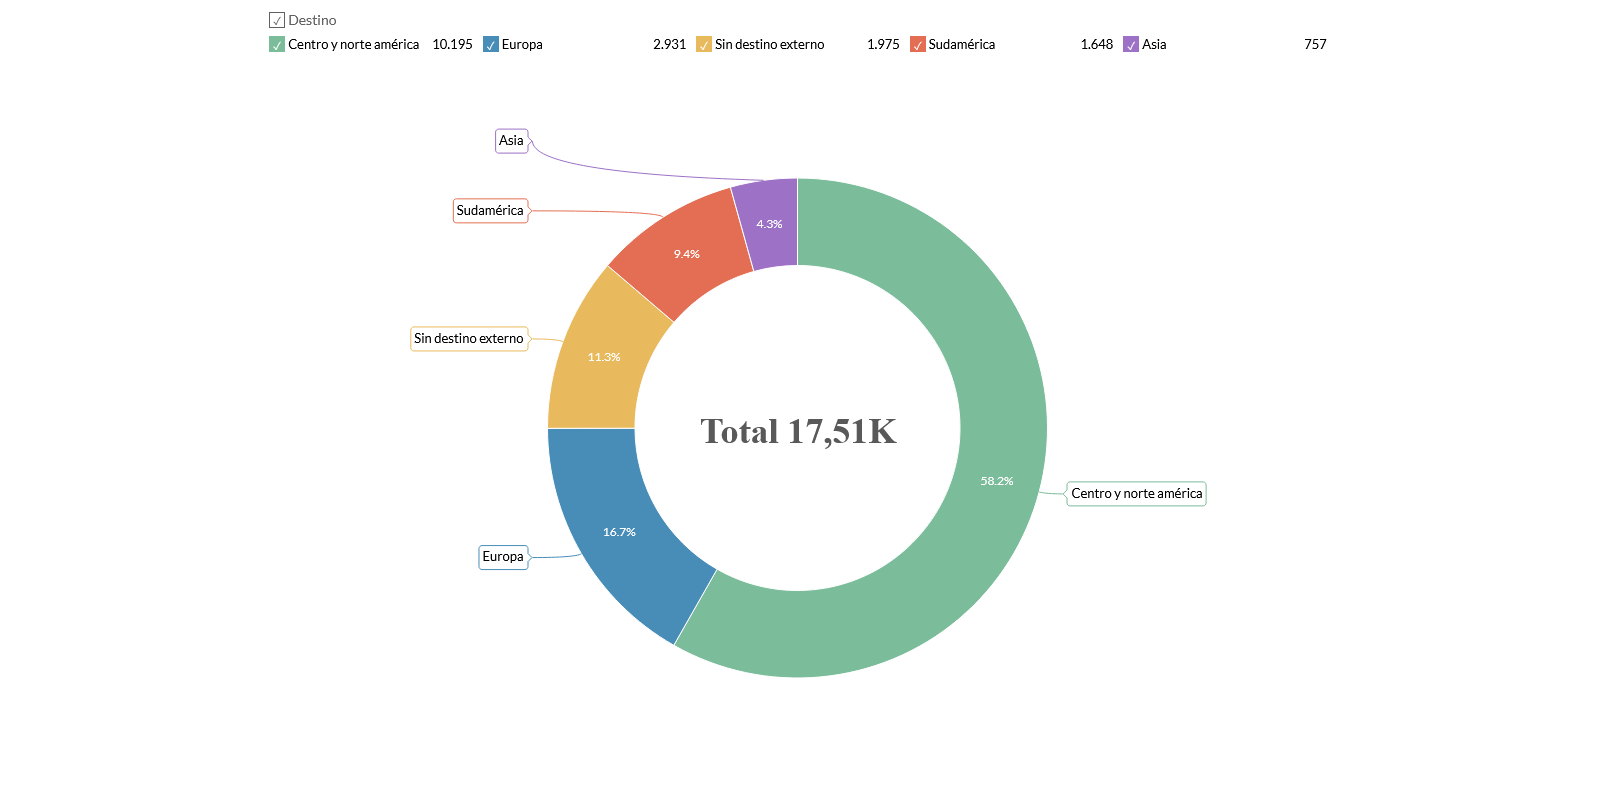 Destino
Centro y norte américa 10.195 Europa 2.931 Sin destino externo 1.975 Sudamérica 1.648 Asia 757
Asia
Sudamérica
4.3%
9.4%
Sin destino externo
11.3%
Total 17,51K
58.2%
Centro y norte américa
16.7%
Europa